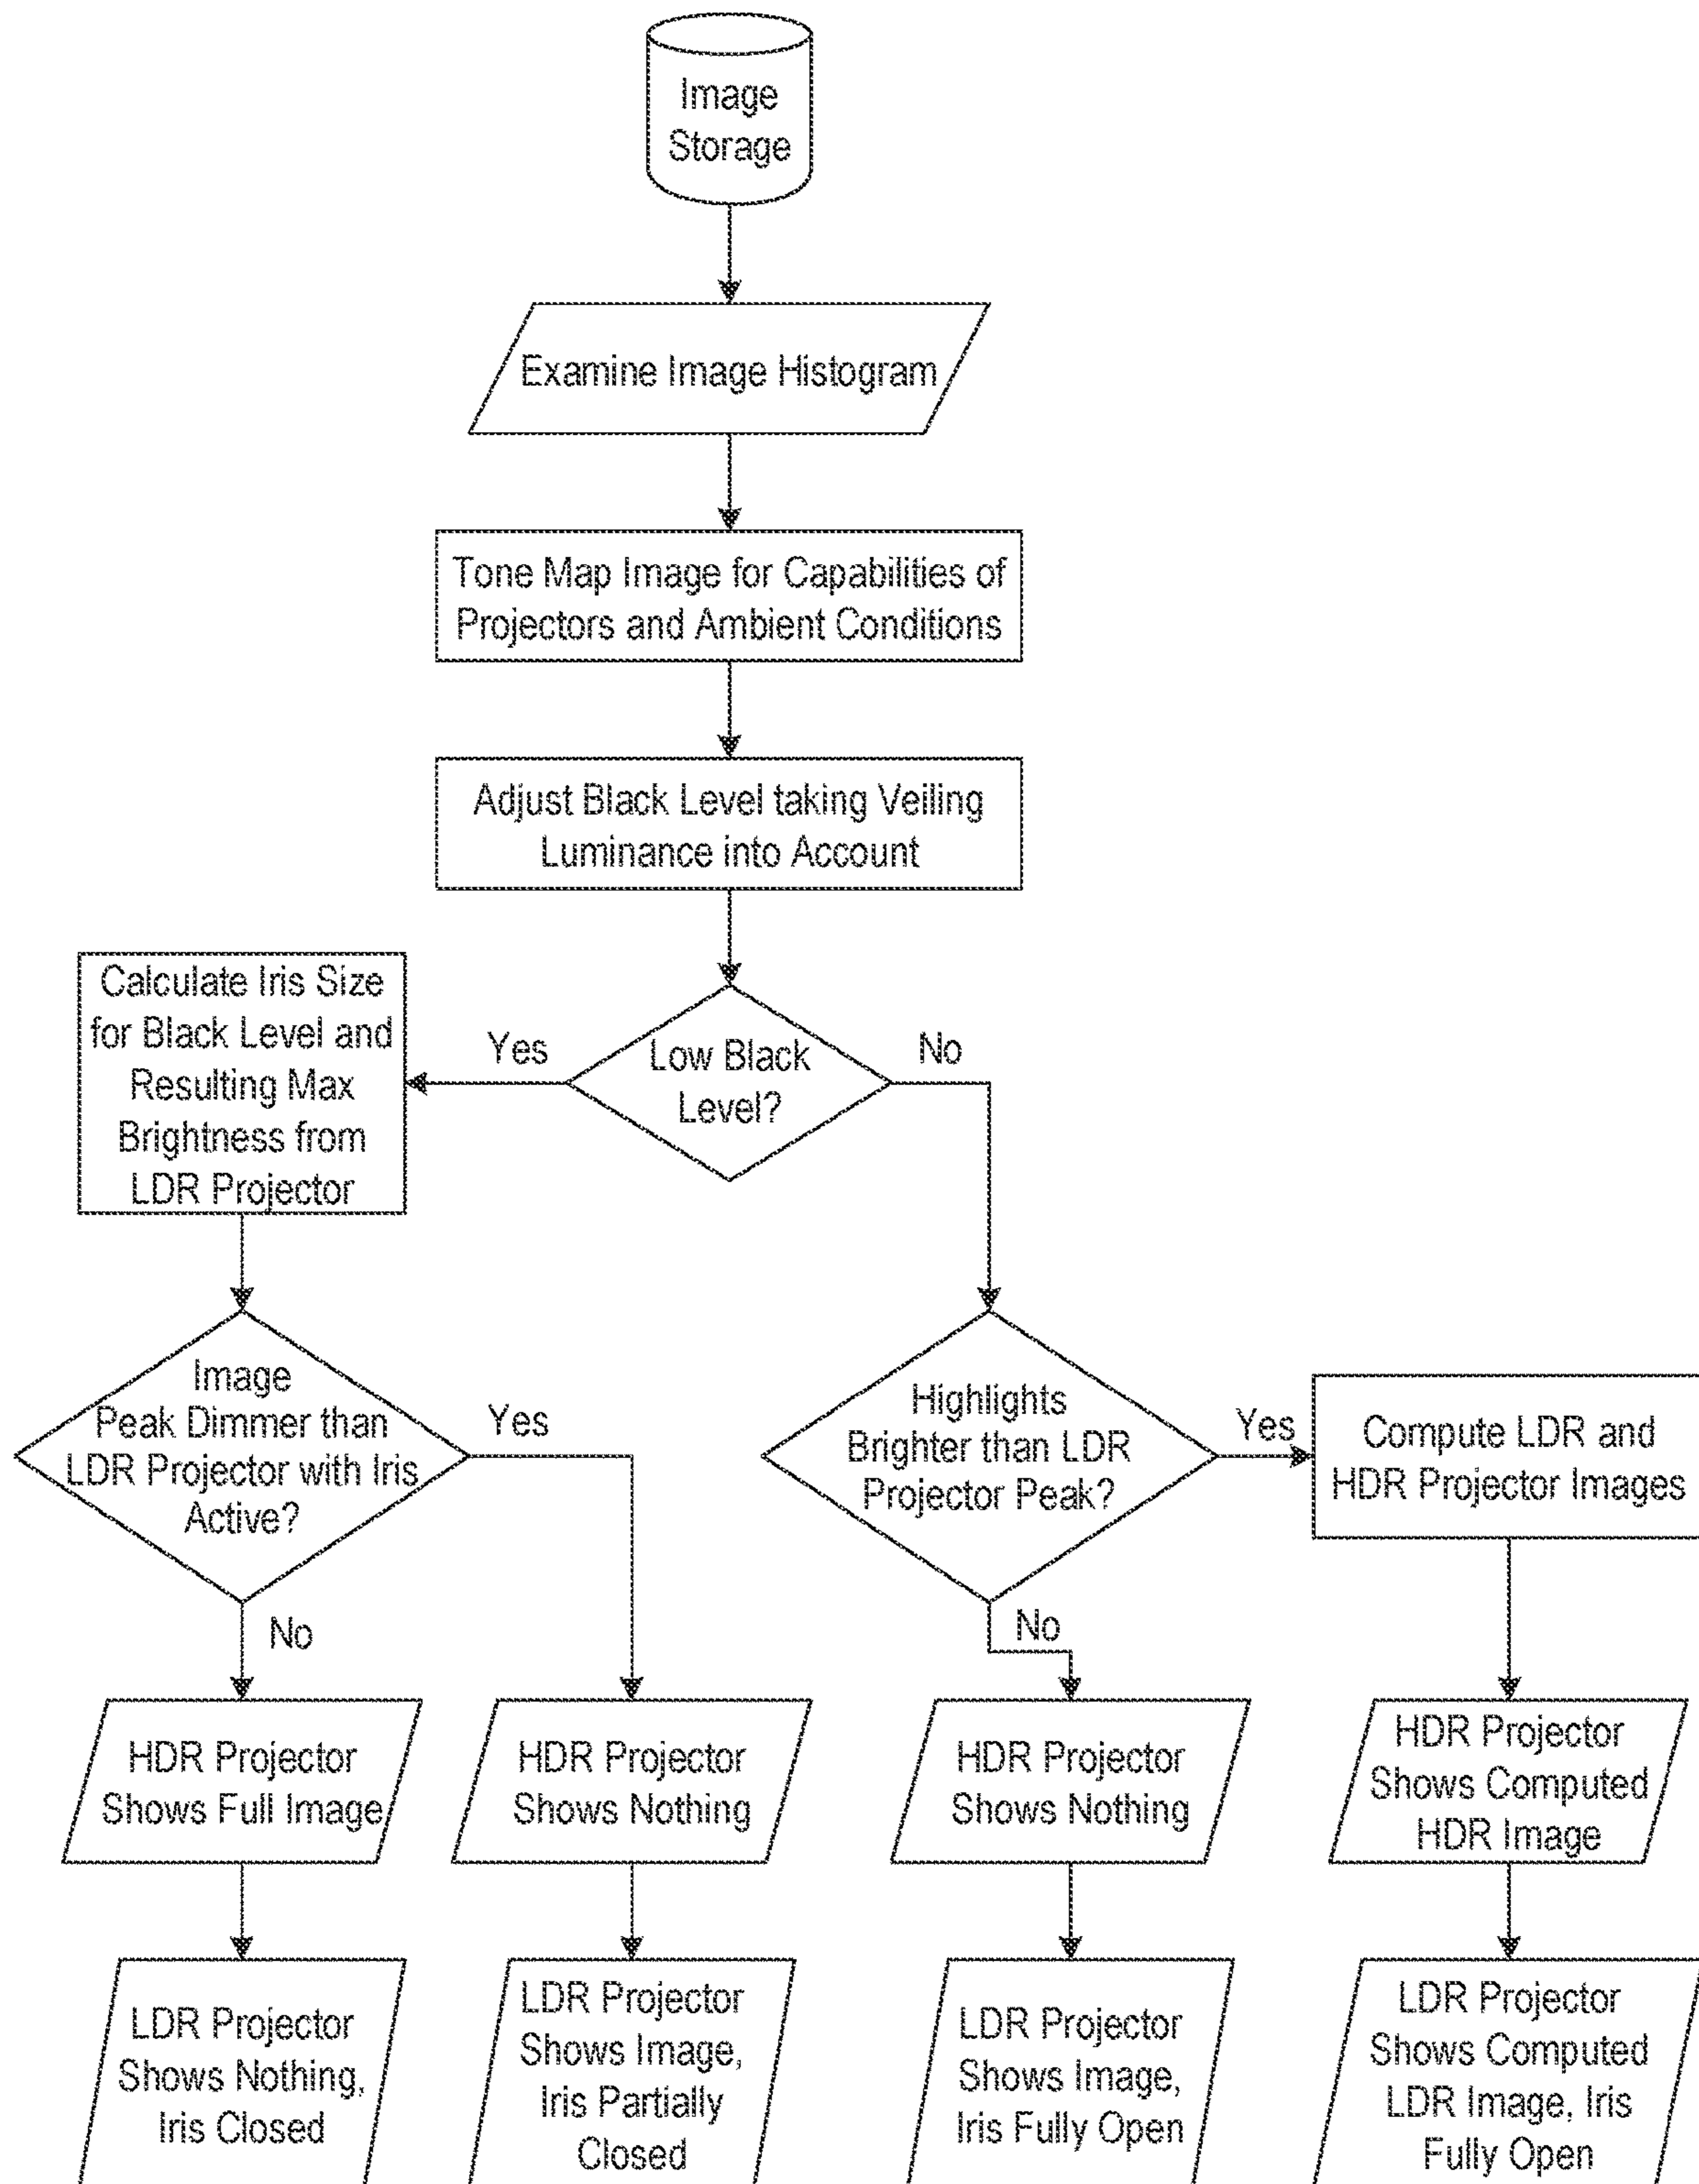 Image
Storage
Examine Image Histogram
Tone Map Image for Capabilities of
Projectors and Ambient Conditions
Adjust Black Level taking Veiling
Luminance into Account
Calculate Iris Size
for Black Level and
Resulting Max
Brightness from
LDR Projector
Yes
Low Black
Level?
No
Image
Peak Dimmer than
LDR Projector with Iris
Active?
Yes
No
Highlights
Brighter than LDR
Projector Peak?
Yes
No
Compute LDR and
HDR Projector Images
HDR Projector
Shows Full Image
HDR Projector
Shows Nothing
HDR Projector
Shows Nothing
HDR Projector
Shows Computed
HDR Image
LDR Projector
Shows Nothing,
Iris Closed
LDR Projector
Shows Image,
Iris Partially
Closed
LDR Projector
Shows Image,
Iris Fully Open
LDR Projector
Shows Computed
LDR Image, Iris
Fully Open